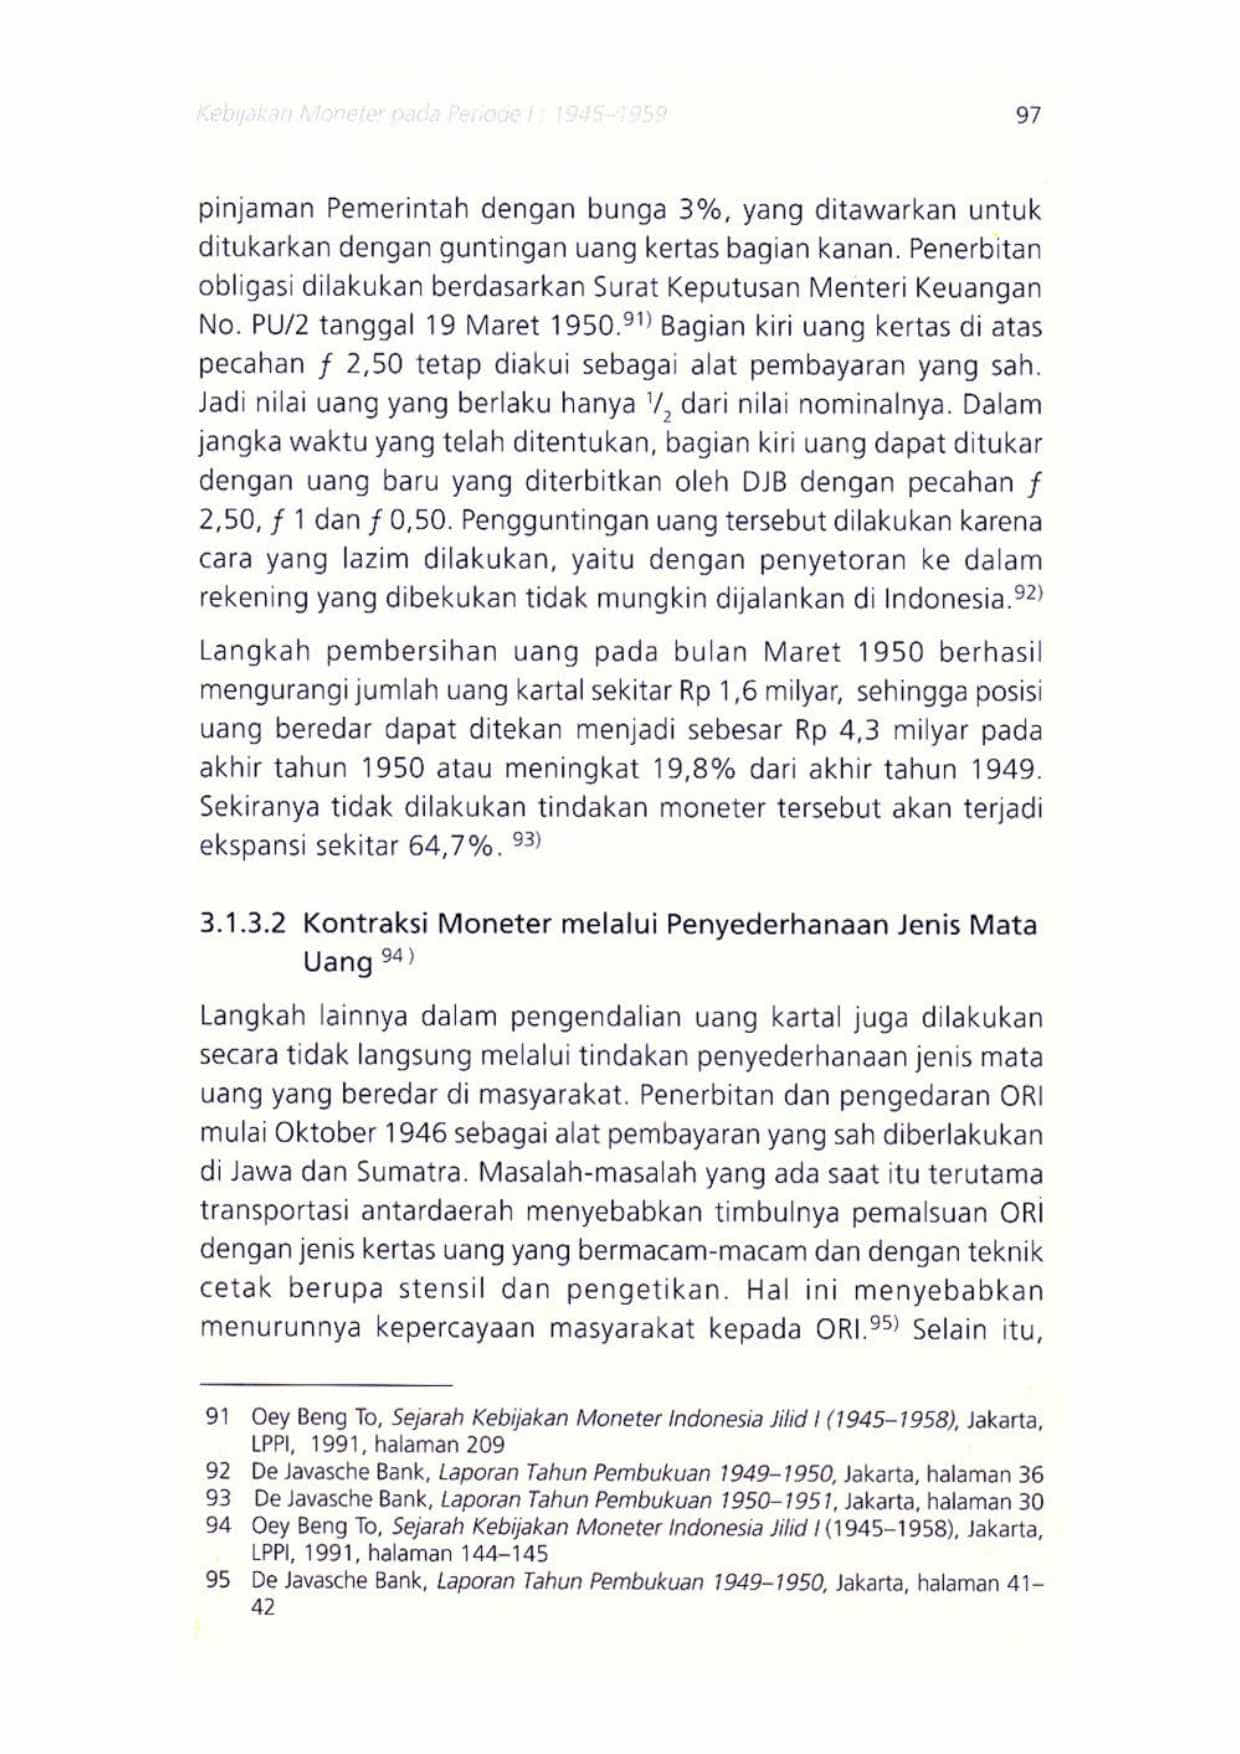 Kebijakan Moneter pada Periode I : 1945–1959 97
pinjaman Pemerintah dengan bunga 3%, yang ditawarkan untuk
ditukarkan dengan guntingan uang kertas bagian kanan. Penerbitan
obligasi dilakukan berdasarkan Surat Keputusan Menteri Keuangan
No. PU/2 tanggal 19 Maret 1950.91) Bagian kiri uang kertas di atas
pecahan ƒ 2,50 tetap diakui sebagai alat pembayaran yang sah.
Jadi nilai uang yang berlaku hanya 1/2 dari nilai nominalnya. Dalam
jangka waktu yang telah ditentukan, bagian kiri uang dapat ditukar
dengan uang baru yang diterbitkan oleh DJB dengan pecahan ƒ
2,50, ƒ 1 dan ƒ 0,50. Pengguntingan uang tersebut dilakukan karena
cara yang lazim dilakukan, yaitu dengan penyetoran ke dalam
rekening yang dibekukan tidak mungkin dijalankan di Indonesia.92)
Langkah pembersihan uang pada bulan Maret 1950 berhasil
mengurangi jumlah uang kartal sekitar Rp 1,6 milyar, sehingga posisi
uang beredar dapat ditekan menjadi sebesar Rp 4,3 milyar pada
akhir tahun 1950 atau meningkat 19,8% dari akhir tahun 1949.
Sekiranya tidak dilakukan tindakan moneter tersebut akan terjadi
ekspansi sekitar 64,7%. 93)
3.1.3.2 Kontraksi Moneter melalui Penyederhanaan Jenis Mata
Uang 94)
Langkah lainnya dalam pengendalian uang kartal juga dilakukan
secara tidak langsung melalui tindakan penyederhanaan jenis mata
uang yang beredar di masyarakat. Penerbitan dan pengedaran ORI
mulai Oktober 1946 sebagai alat pembayaran yang sah diberlakukan
di Jawa dan Sumatra. Masalah-masalah yang ada saat itu terutama
transportasi antardaerah menyebabkan timbulnya pemalsuan ORI
dengan jenis kertas uang yang bermacam-macam dan dengan teknik
cetak berupa stensil dan pengetikan. Hal ini menyebabkan
menurunnya kepercayaan masyarakat kepada ORI.95) Selain itu,
91 Oey Beng To, Sejarah Kebijakan Moneter Indonesia Jilid I (1945–1958), Jakarta,
LPPI, 1991, halaman 209
92 De Javasche Bank, Laporan Tahun Pembukuan 1949–1950, Jakarta, halaman 36
93 De Javasche Bank, Laporan Tahun Pembukuan 1950–1951, Jakarta, halaman 30
94 Oey Beng To, Sejarah Kebijakan Moneter Indonesia Jilid I (1945–1958), Jakarta,
LPPI, 1991, halaman 144–145
95 De Javasche Bank, Laporan Tahun Pembukuan 1949–1950, Jakarta, halaman 41–
42